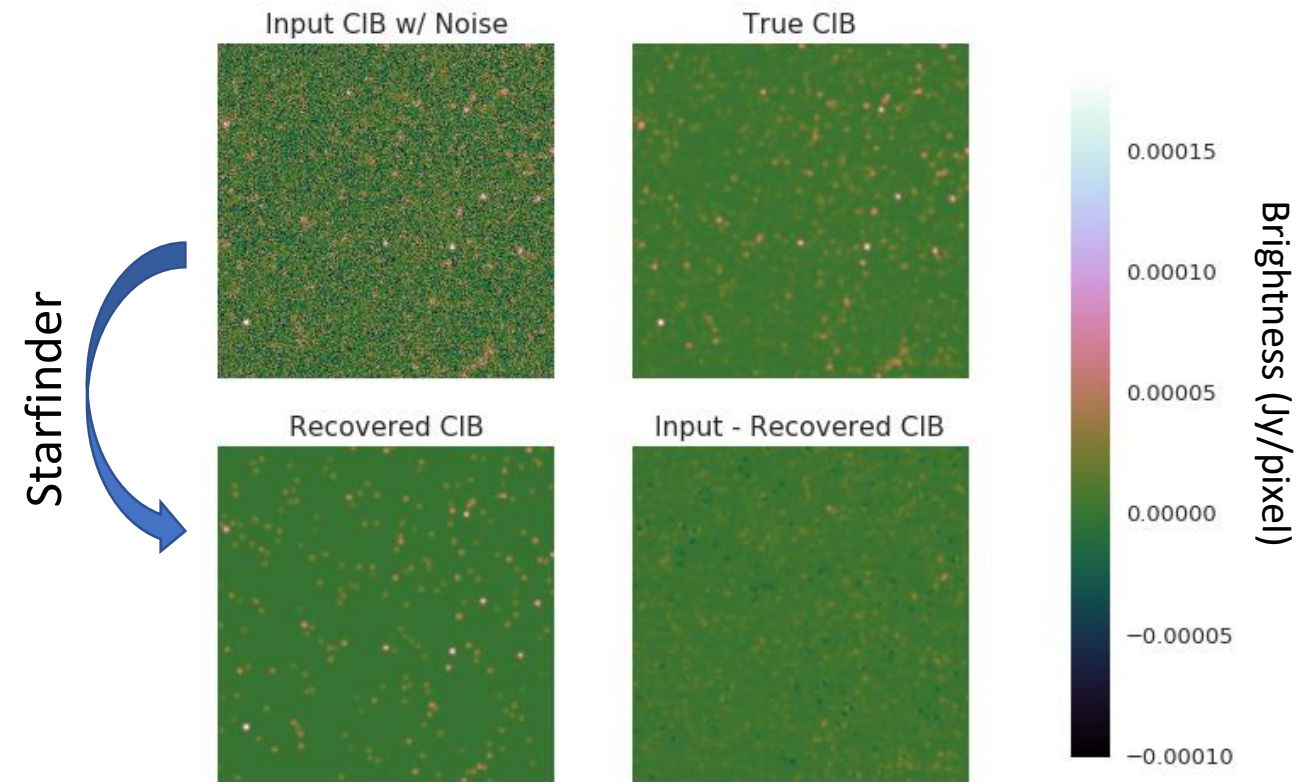 Input CIB w/ Noise
True CIB
Starfinder
Recovered CIB
Input - Recovered CIB
0.00015
0.00010
0.00005
0.00000
−0.00005
−0.00010
Brightness (Jy/pixel)